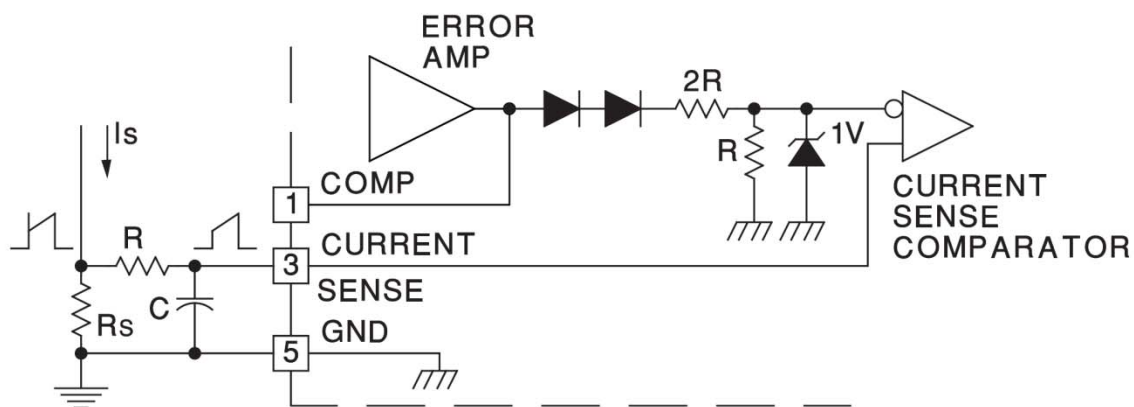 ERROR
AMP
2R
1V
R
Is
COMP
1
CURRENT
SENSE
COMPARATOR
R
CURRENT
3
SENSE
C
Rs
GND
5